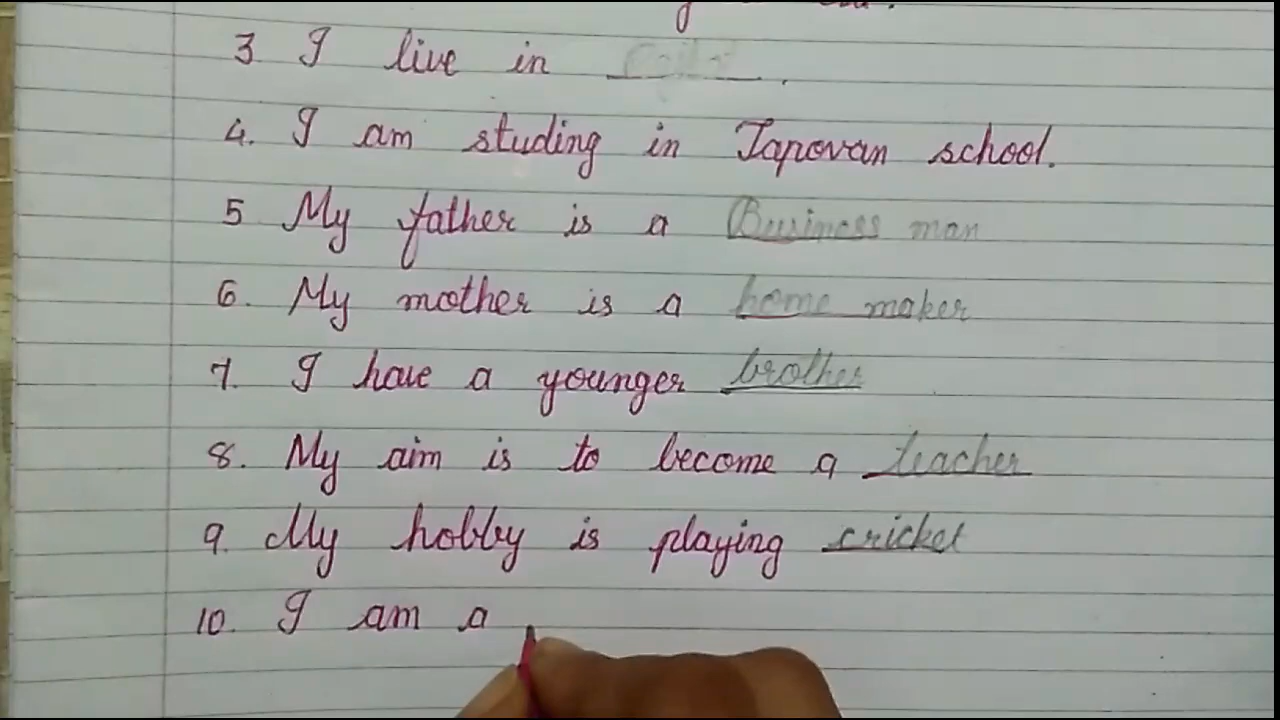 3 I live in ____.
4. I am studing in Tapovan school.
5 My father is a Business man
6. My mother is a home maker
7. I have a younger brother
8. My aim is to become a teacher
9. My hobby is playing cricket
10. I am a